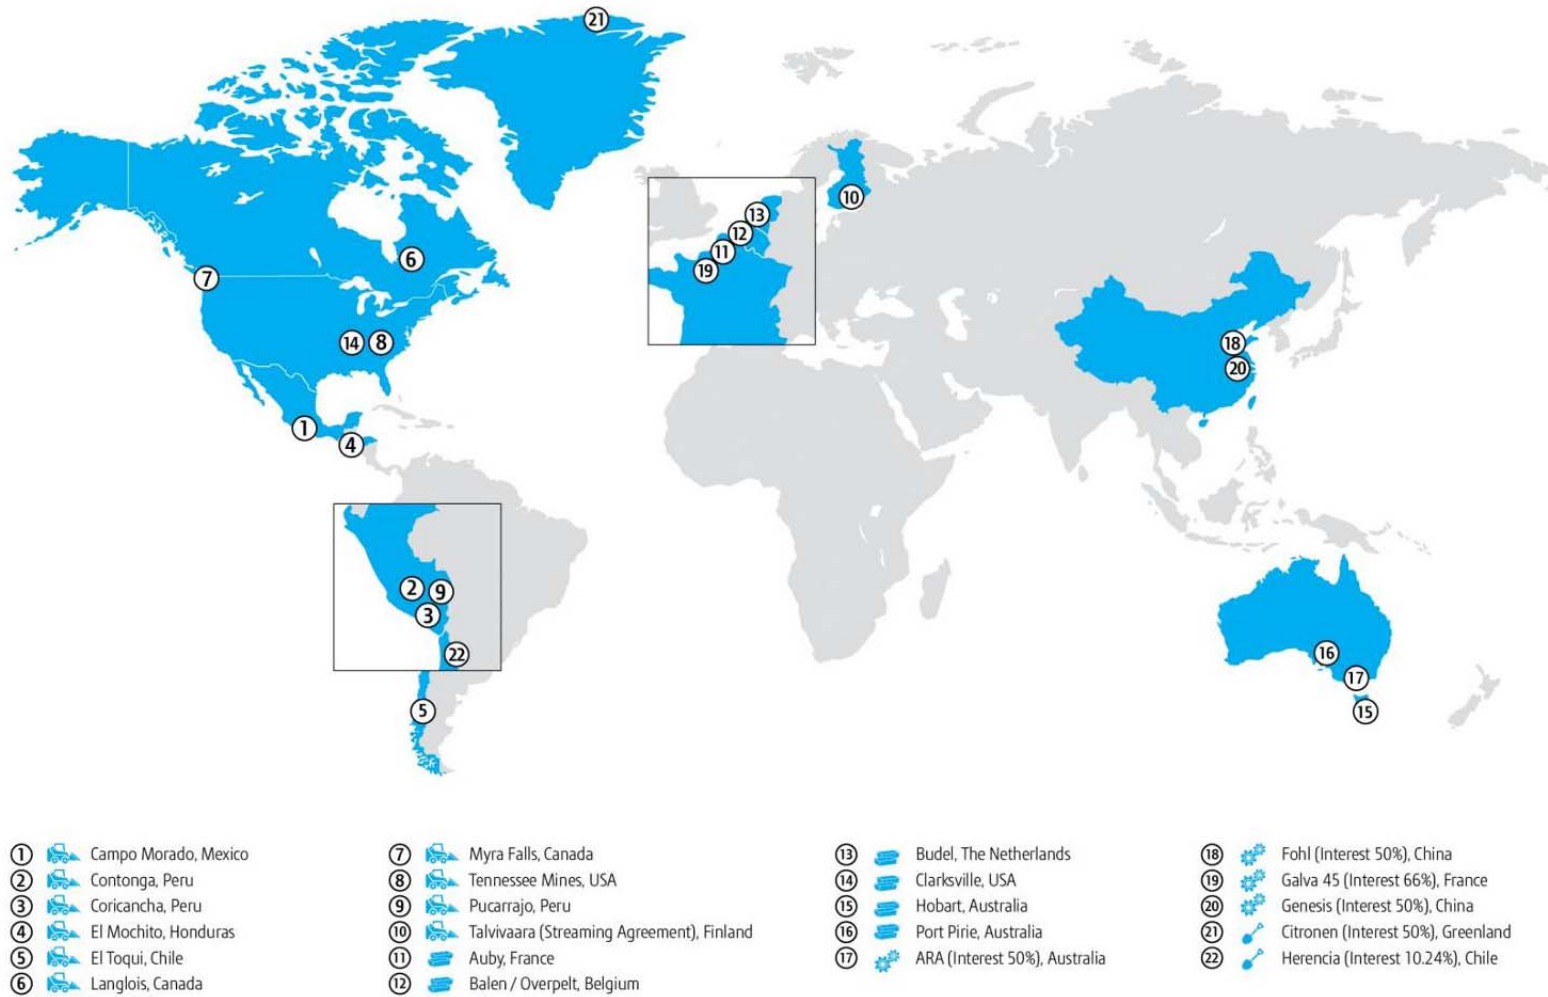 21
13
10
12
6
11
7
19
14
8
18
20
1
4
2
9
3
22
16
17
5
15
1 Campo Morado, Mexico
2 Contonga, Peru
3 Coricancha, Peru
4 El Mochito, Honduras
5 El Toqui, Chile
6 Langlois, Canada
7 Myra Falls, Canada
8 Tennessee Mines, USA
9 Pucarrajo, Peru
10 Talvivaara (Streaming Agreement), Finland
11 Auby, France
12 Balen / Overpelt, Belgium
13 Budel, The Netherlands
14 Clarksville, USA
15 Hobart, Australia
16 Port Pirie, Australia
17 ARA (Interest 50%), Australia
18 Fohl (Interest 50%), China
19 Galva 45 (Interest 66%), France
20 Genesis (Interest 50%), China
21 Citronen (Interest 50%), Greenland
22 Herencia (Interest 10.24%), Chile